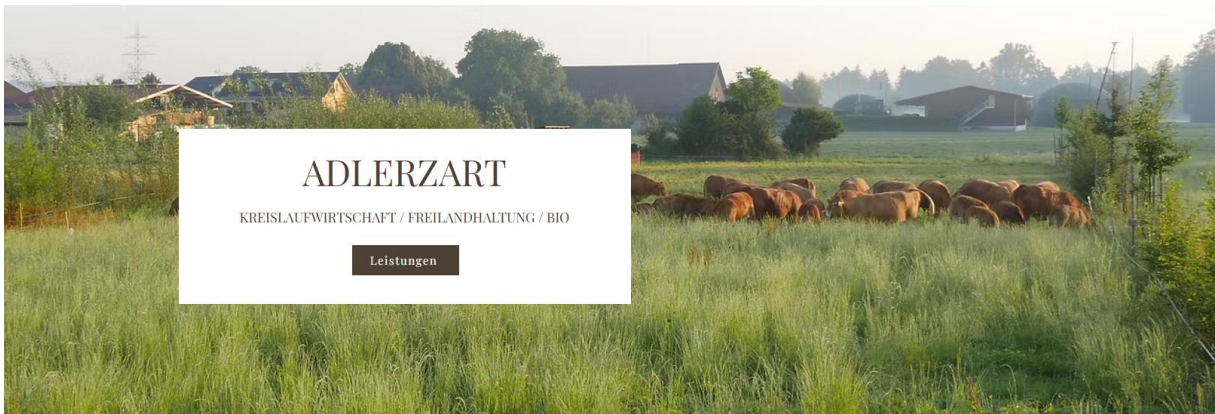 ADLERZART
KREISLAUFWIRTSCHAFT / FREILANDHALTUNG / BIO
Leistungen